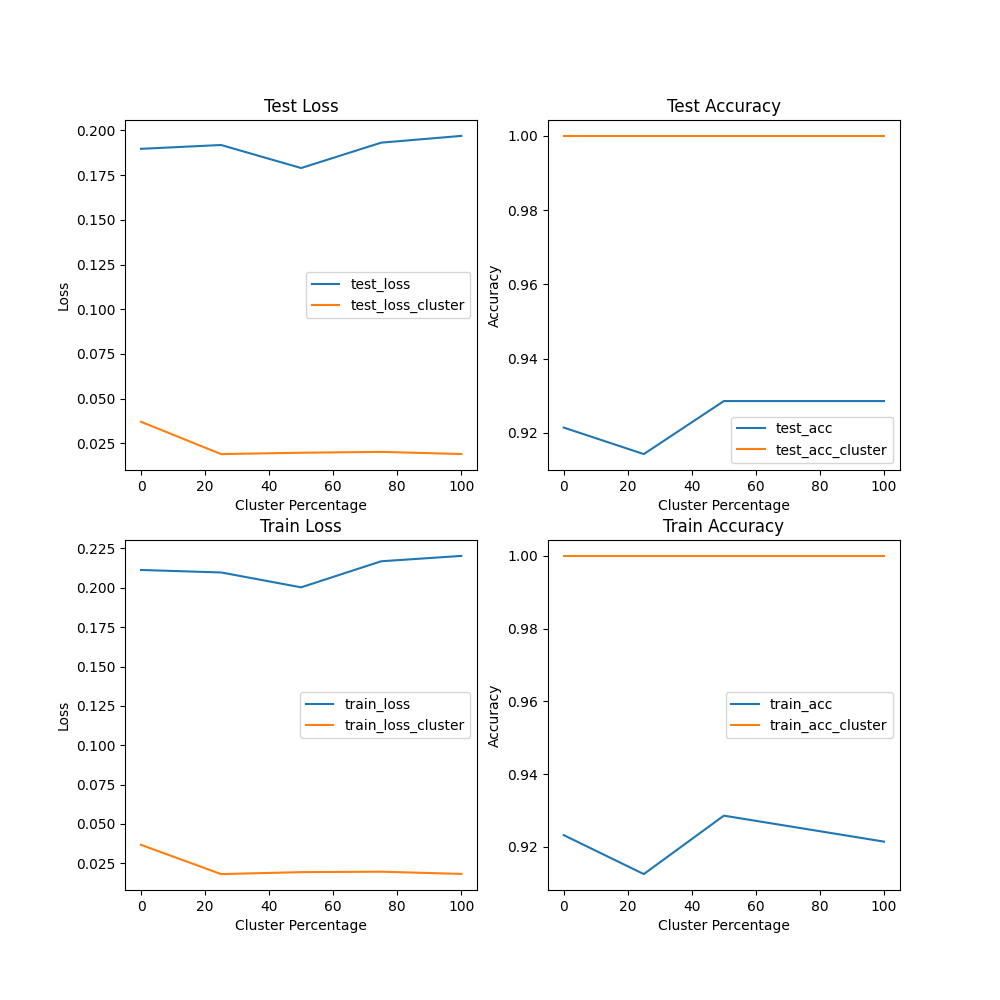 Test Loss
0.200
0.175
0.150
0.125
0.100
0.075
0.050
0.025
Loss
test_loss
test_loss_cluster
0 20 40 60 80 100
Cluster Percentage
Test Accuracy
1.00
0.98
0.96
0.94
0.92
Accuracy
test_acc
test_acc_cluster
0 20 40 60 80 100
Cluster Percentage
Train Loss
0.225
0.200
0.175
0.150
0.125
0.100
0.075
0.050
0.025
Loss
train_loss
train_loss_cluster
0 20 40 60 80 100
Cluster Percentage
Train Accuracy
1.00
0.98
0.96
0.94
0.92
Accuracy
train_acc
train_acc_cluster
0 20 40 60 80 100
Cluster Percentage